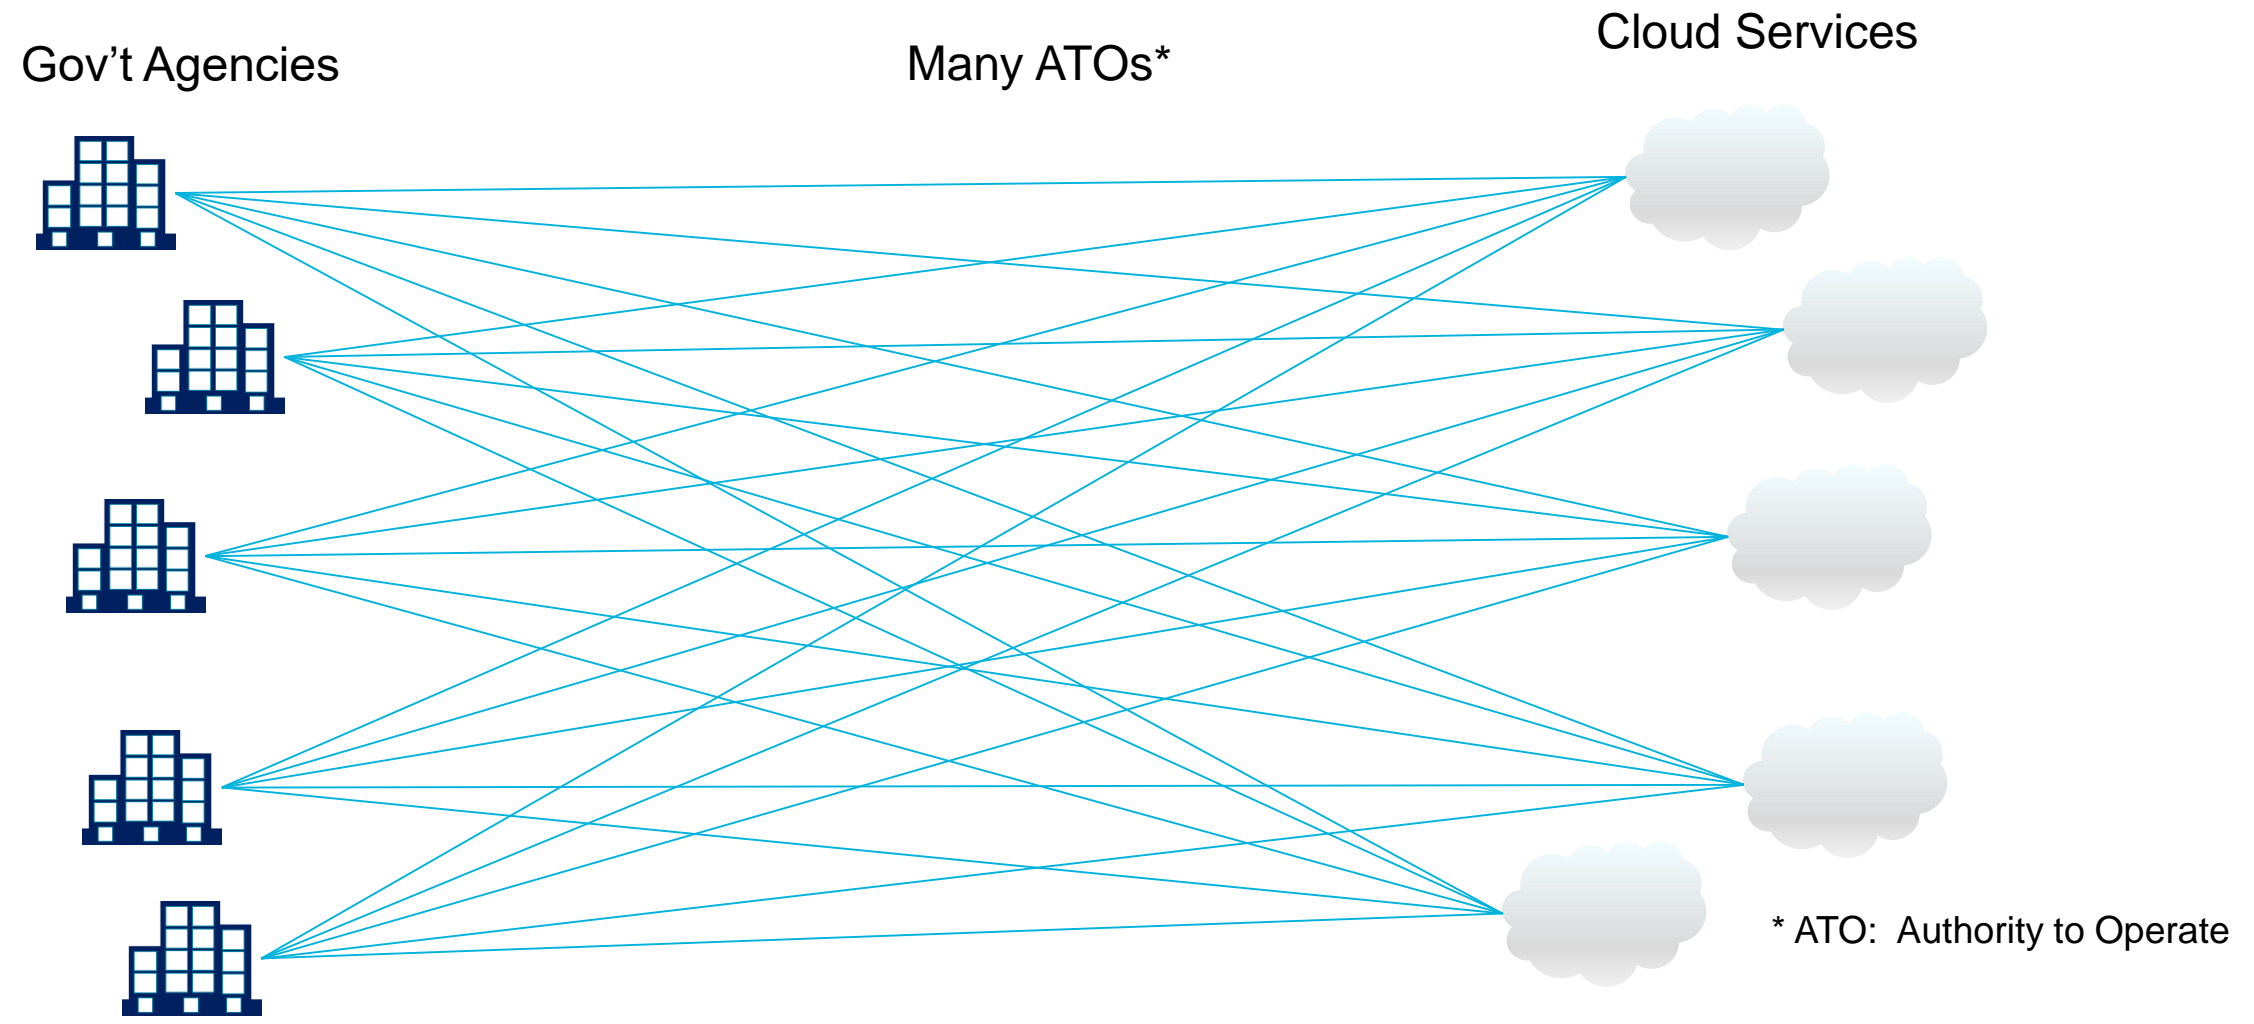 Gov’t Agencies
Many ATOs*
Cloud Services
* ATO:  Authority to Operate